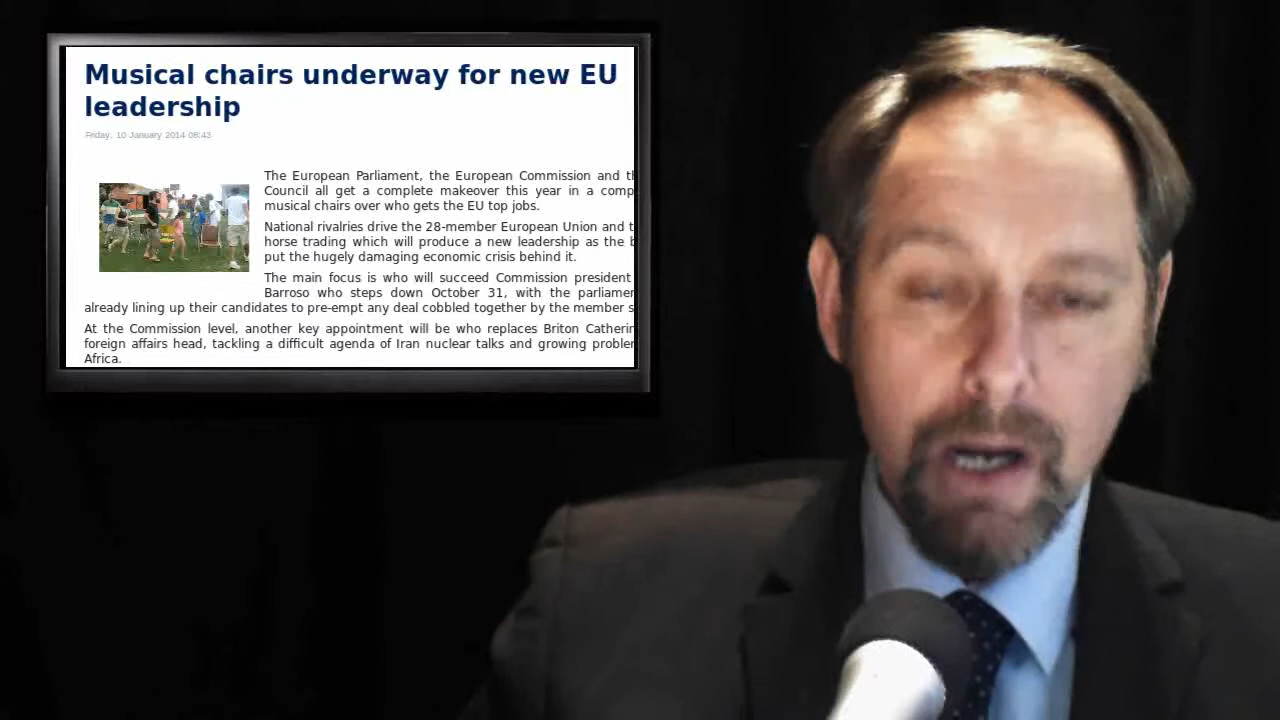 Musical chairs underway for new EU
leadership
Friday, 10 January 2014 08:43
The European Parliament, the European Commission and
Council all get a complete makeover this year in a
musical chairs over who gets the EU top jobs.
National rivalries drive the 28-member European Union and
horse trading which will produce a new leadership as the
put the hugely damaging economic crisis behind it.
The main focus is who will succeed Commission president
Barroso who steps down October 31, with the
already lining up their candidates to pre-empt any deal cobbled together by the member
At the Commission level, another key appointment will be who replaces Briton
foreign affairs head, tackling a difficult agenda of Iran nuclear talks and growing
Africa.